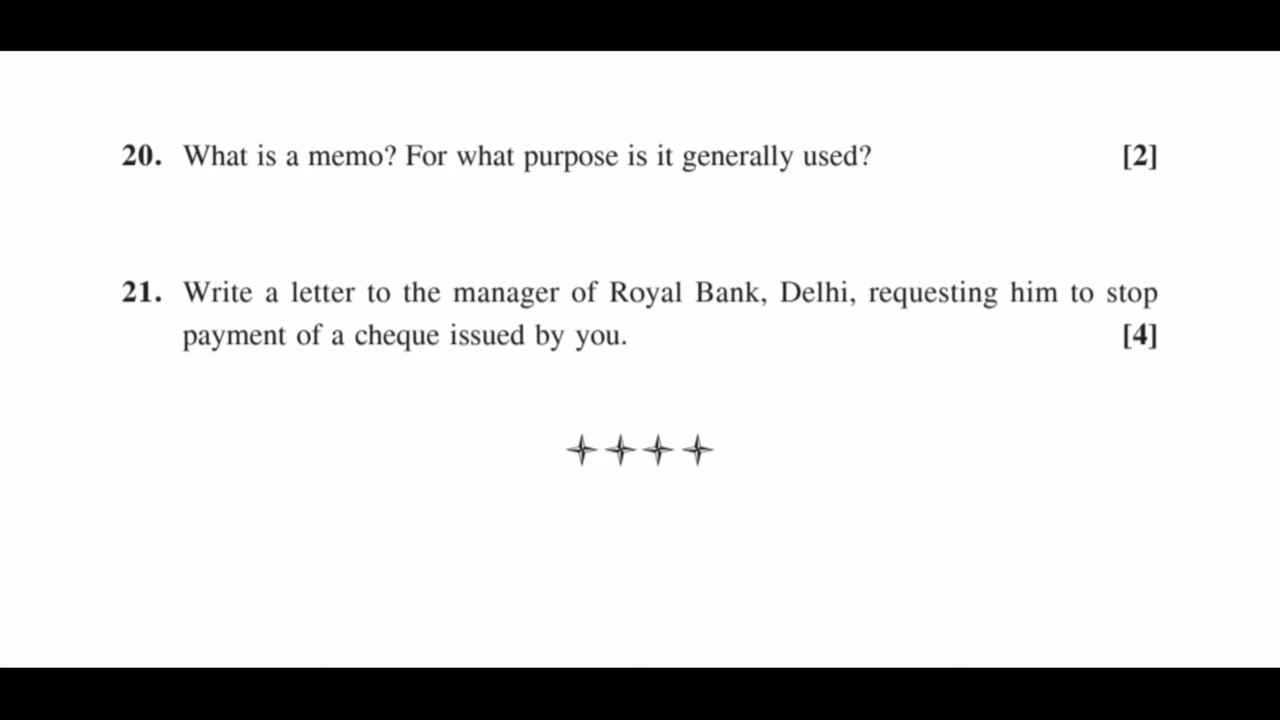 20. What is a memo? For what purpose is it generally used? [2]
21. Write a letter to the manager of Royal Bank, Delhi, requesting him to stop
payment of a cheque issued by you. [4]